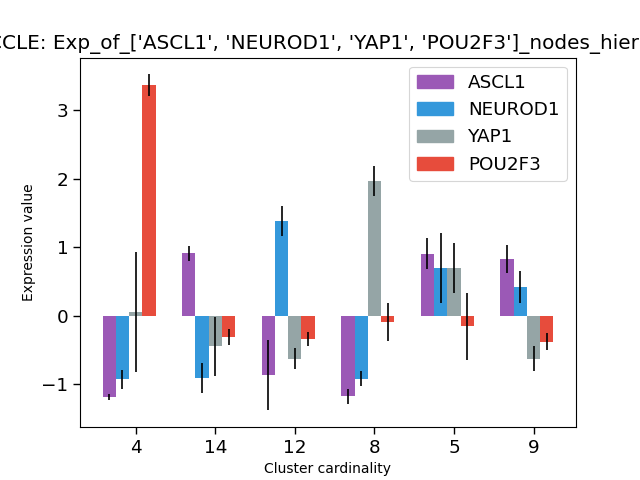 CCLE: Exp_of_['ASCL1', 'NEUROD1', 'YAP1', 'POU2F3']_nodes_hier
ASCL1
NEUROD1
YAP1
POU2F3
Expression value
3
2
1
0
−1
4 14 12 8 5 9
Cluster cardinality